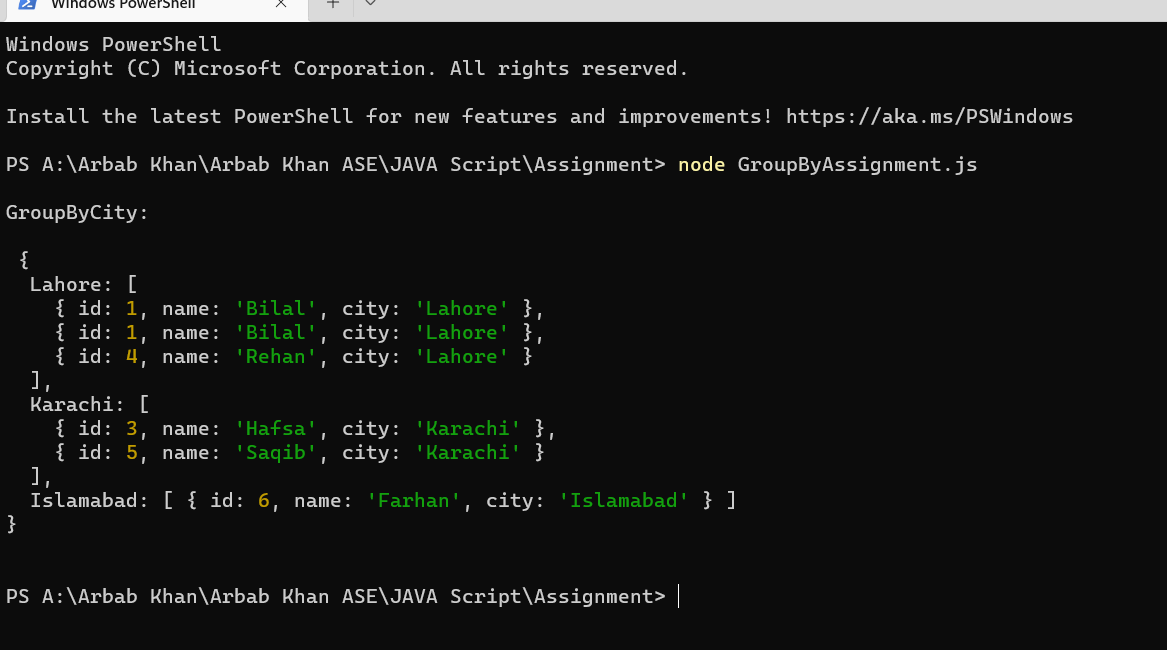 Windows PowerShell
Windows PowerShell
Copyright (C) Microsoft Corporation. All rights reserved.
Install the latest PowerShell for new features and improvements! https://aka.ms/PSWindows
PS A:\Arbab Khan\Arbab Khan ASE\JAVA Script\Assignment> node GroupByAssignment.js
GroupByCity:
{
Lahore: [
{ id: 1, name: 'Bilal', city: 'Lahore' },
{ id: 1, name: 'Bilal', city: 'Lahore' },
{ id: 4, name: 'Rehan', city: 'Lahore' }
],
Karachi: [
{ id: 3, name: 'Hafsa', city: 'Karachi' },
{ id: 5, name: 'Saqib', city: 'Karachi' }
],
Islamabad: [ { id: 6, name: 'Farhan', city: 'Islamabad' } ]
}
PS A:\Arbab Khan\Arbab Khan ASE\JAVA Script\Assignment>